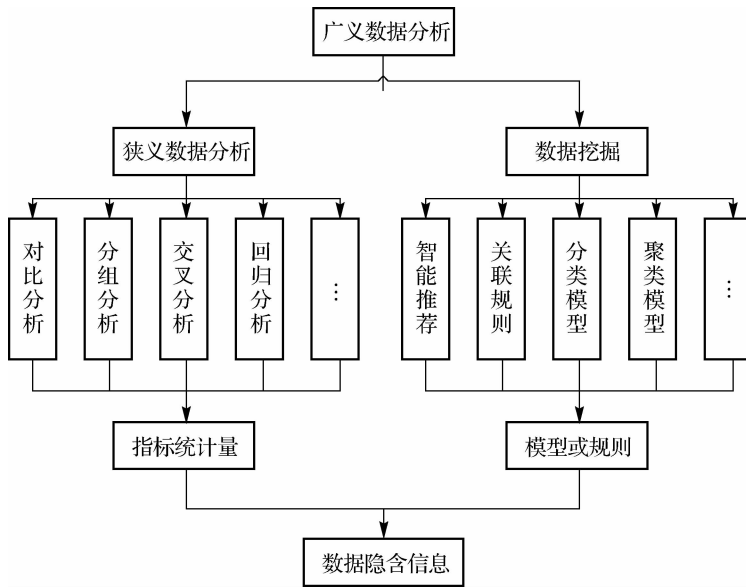 广义数据分析
狭义数据分析
数据挖掘
对比分析
分组分析
交叉分析
回归分析
⋮
智能推荐
关联规则
分类模型
聚类模型
⋮
指标统计量
模型或规则
数据隐含信息